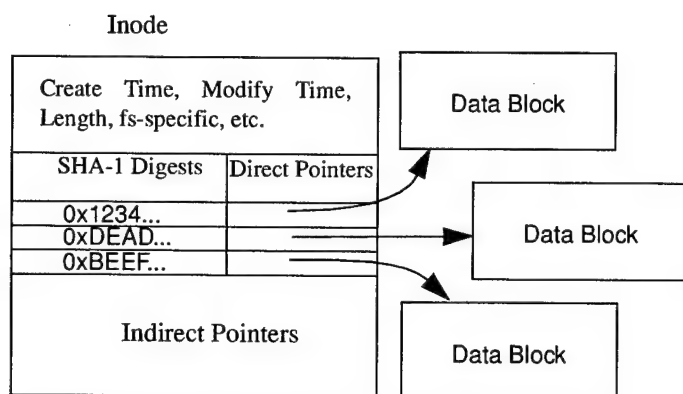 Inode
Create Time, Modify Time,
Length, fs-specific, etc.
SHA-1 Digests
Direct Pointers
0x1234...
0xDEAD...
0xBEEF...
Indirect Pointers
Data Block
Data Block
Data Block